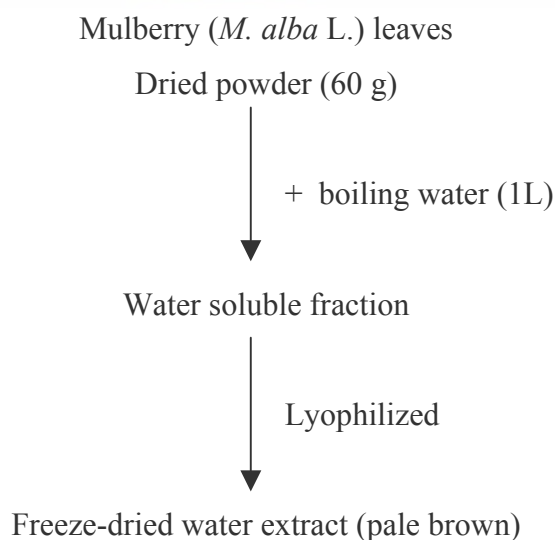 Mulberry (M. alba L.) leaves
Dried powder (60 g)
+ boiling water (1L)
Water soluble fraction
Lyophilized
Freeze-dried water extract (pale brown)